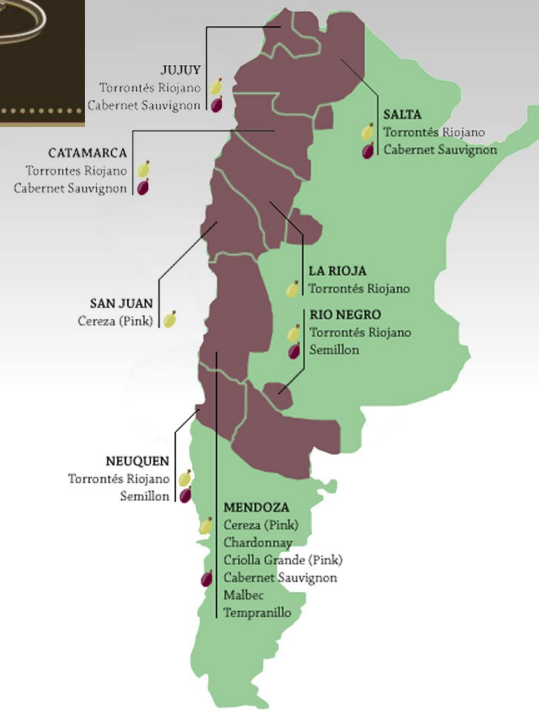 JUJUY
Torrontés Riojano
Cabernet Sauvignon
SALTA
Torrontés Riojano
Cabernet Sauvignon
CATAMARCA
Torrontes Riojano
Cabernet Sauvignon
LA RIOJA
Torrontés Riojano
SAN JUAN
Cereza (Pink)
RIO NEGRO
Torrontés Riojano
Semillon
NEUQUEN
Torrontés Riojano
Semillon
MENDOZA
Cereza (Pink)
Chardonnay
Criolla Grande (Pink)
Cabernet Sauvignon
Malbec
Tempranillo